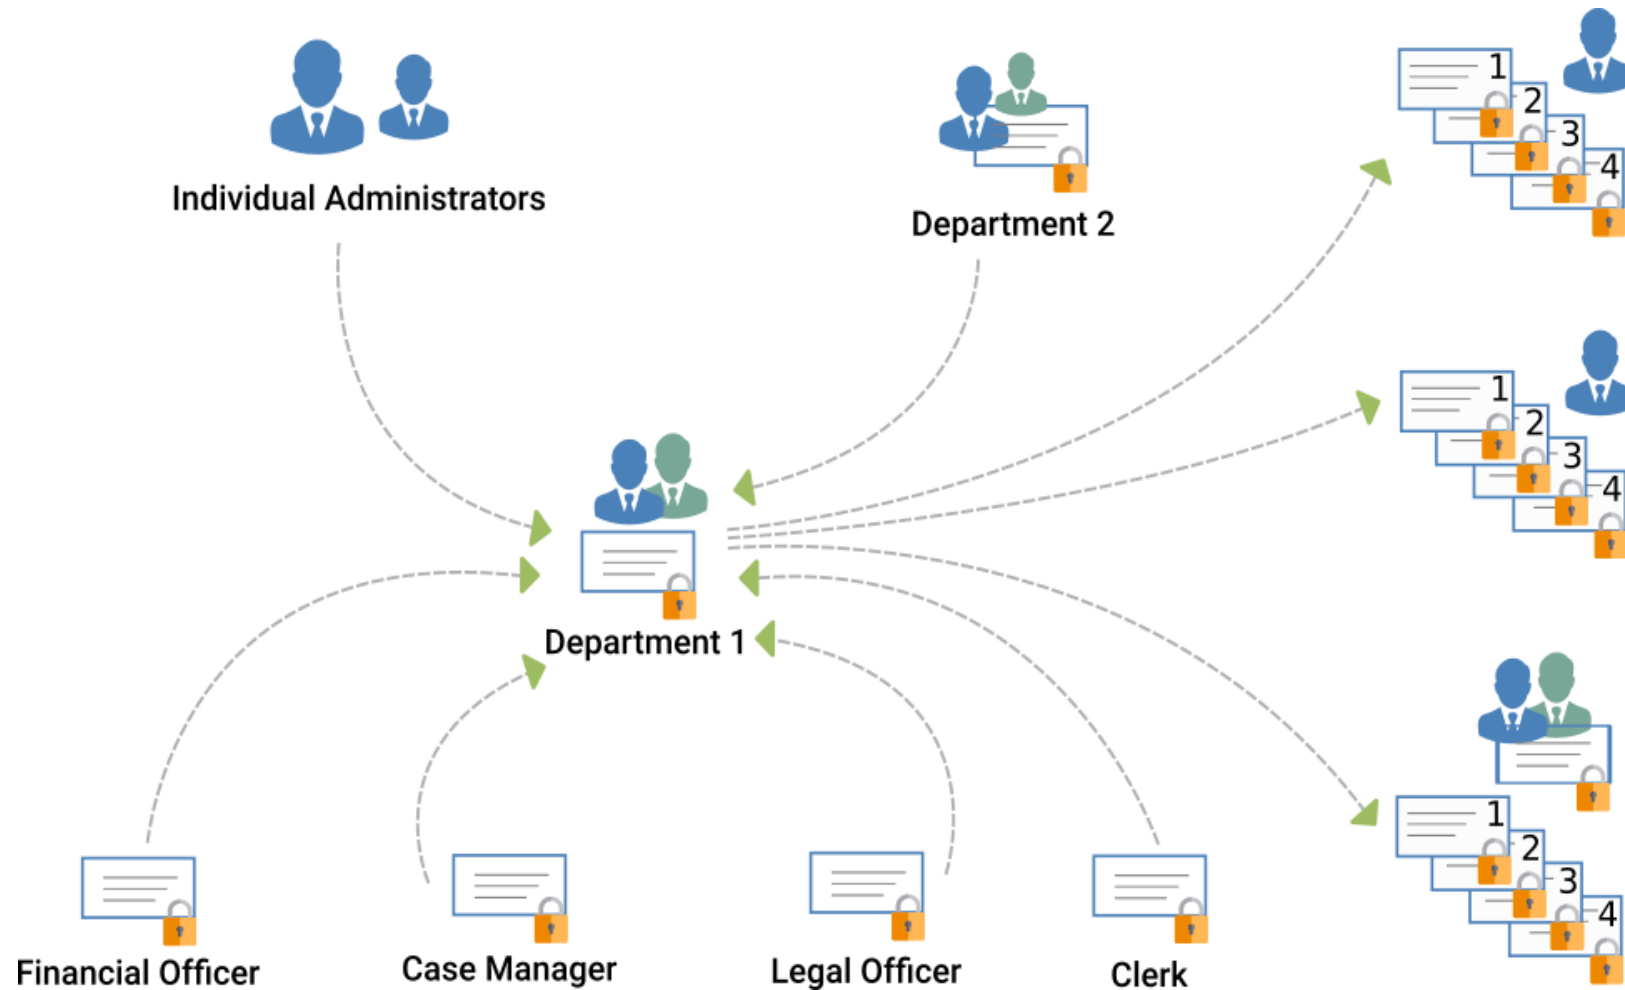 Individual Administrators
Department 2
1
2
3
4
1
2
3
4
Department 1
1
2
3
4
Financial Officer
Case Manager
Legal Officer
Clerk